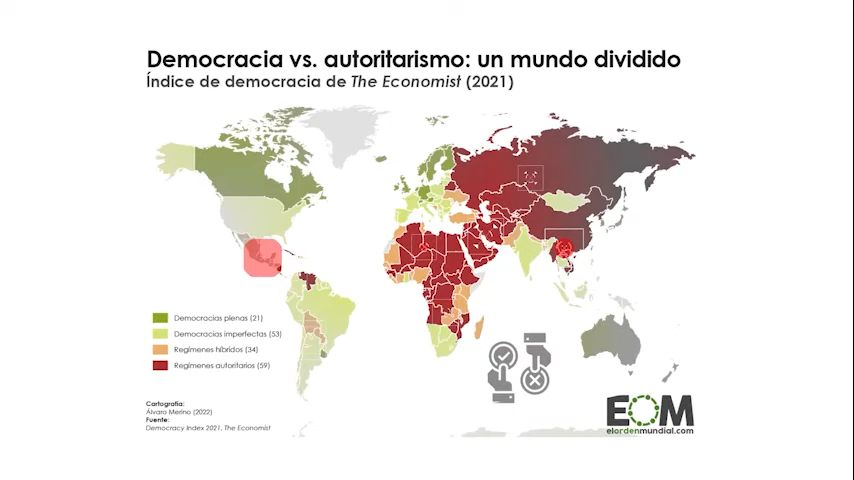 Democracia vs. autoritarismo: un mundo dividido
Índice de democracia de The Economist (2021)
Democracias plenas (21)
Democracias imperfectas (53)
Regímenes híbridos (34)
Regímenes autoritarios (59)
Cartografía:
Álvaro Merino (2022)
Fuente:
Democracy Index 2021, The Economist
EOM
elordenmundial.com